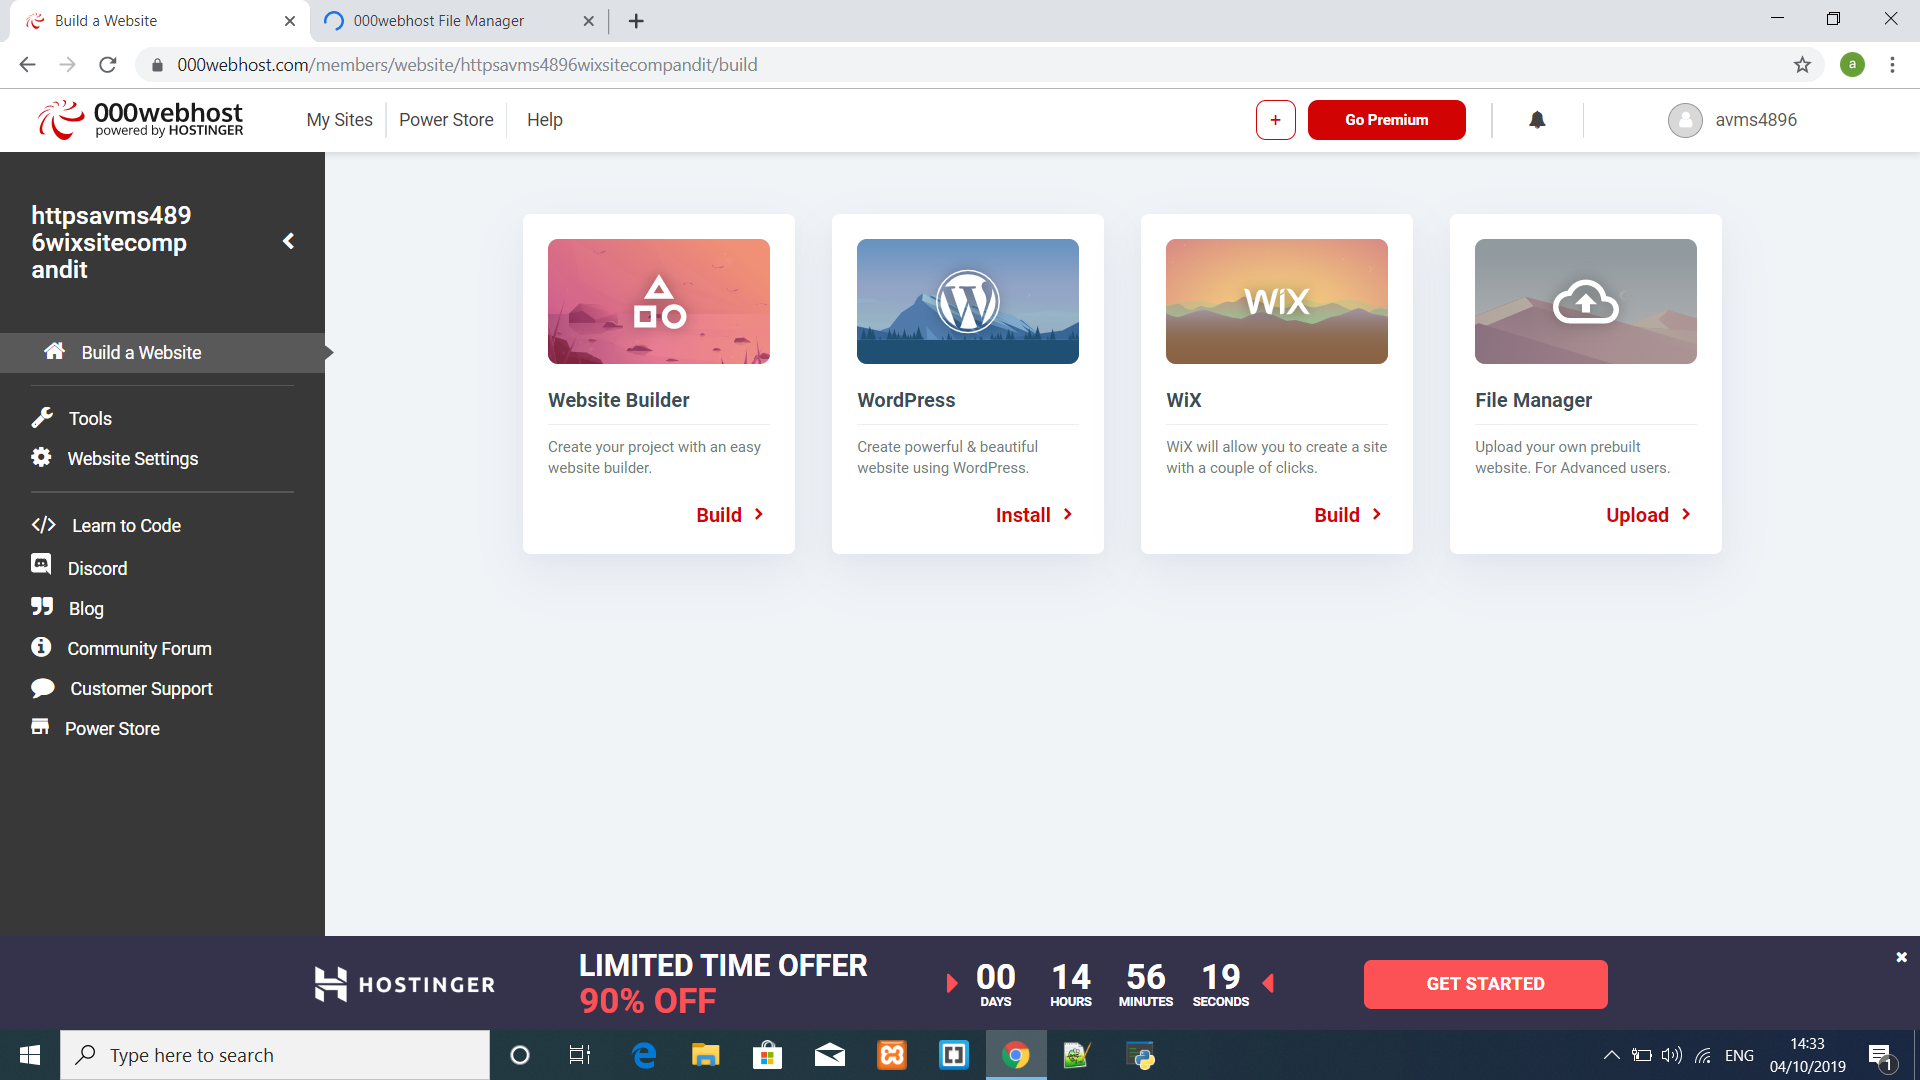 Build a Website
000webhost File Manager
000webhost.com/members/website/httpsavms4896wixsitecompandit/build
a
000webhost
powered by HOSTINGER
My Sites
Power Store
Help
+
Go Premium
avms4896
httpsavms489
6wixsitecomp
andit
Build a Website
Tools
Website Settings
Learn to Code
Discord
Blog
Community Forum
Customer Support
Power Store
Website Builder
Create your project with an easy
website builder.
Build
WordPress
Create powerful & beautiful
website using WordPress.
Install
WiX
WiX
WiX will allow you to create a site
with a couple of clicks.
Build
File Manager
Upload your own prebuilt
website. For Advanced users.
Upload
HOSTINGER
LIMITED TIME OFFER
90% OFF
00 14 56 19
DAYS HOURS MINUTES SECONDS
GET STARTED
Type here to search
ENG
14:33
04/10/2019
1